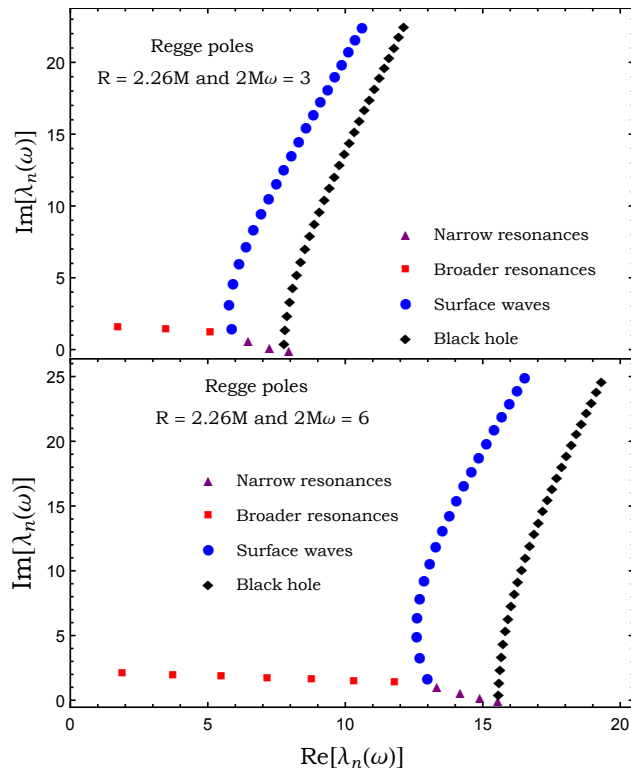 Regge poles
R = 2.26M and 2Mω = 3
Im[λₙ(ω)]
20
15
10
5
0
Narrow resonances
Broader resonances
Surface waves
Black hole
Regge poles
R = 2.26M and 2Mω = 6
Im[λₙ(ω)]
25
20
15
10
5
0
Narrow resonances
Broader resonances
Surface waves
Black hole
0 5 10 15 20
Re[λₙ(ω)]